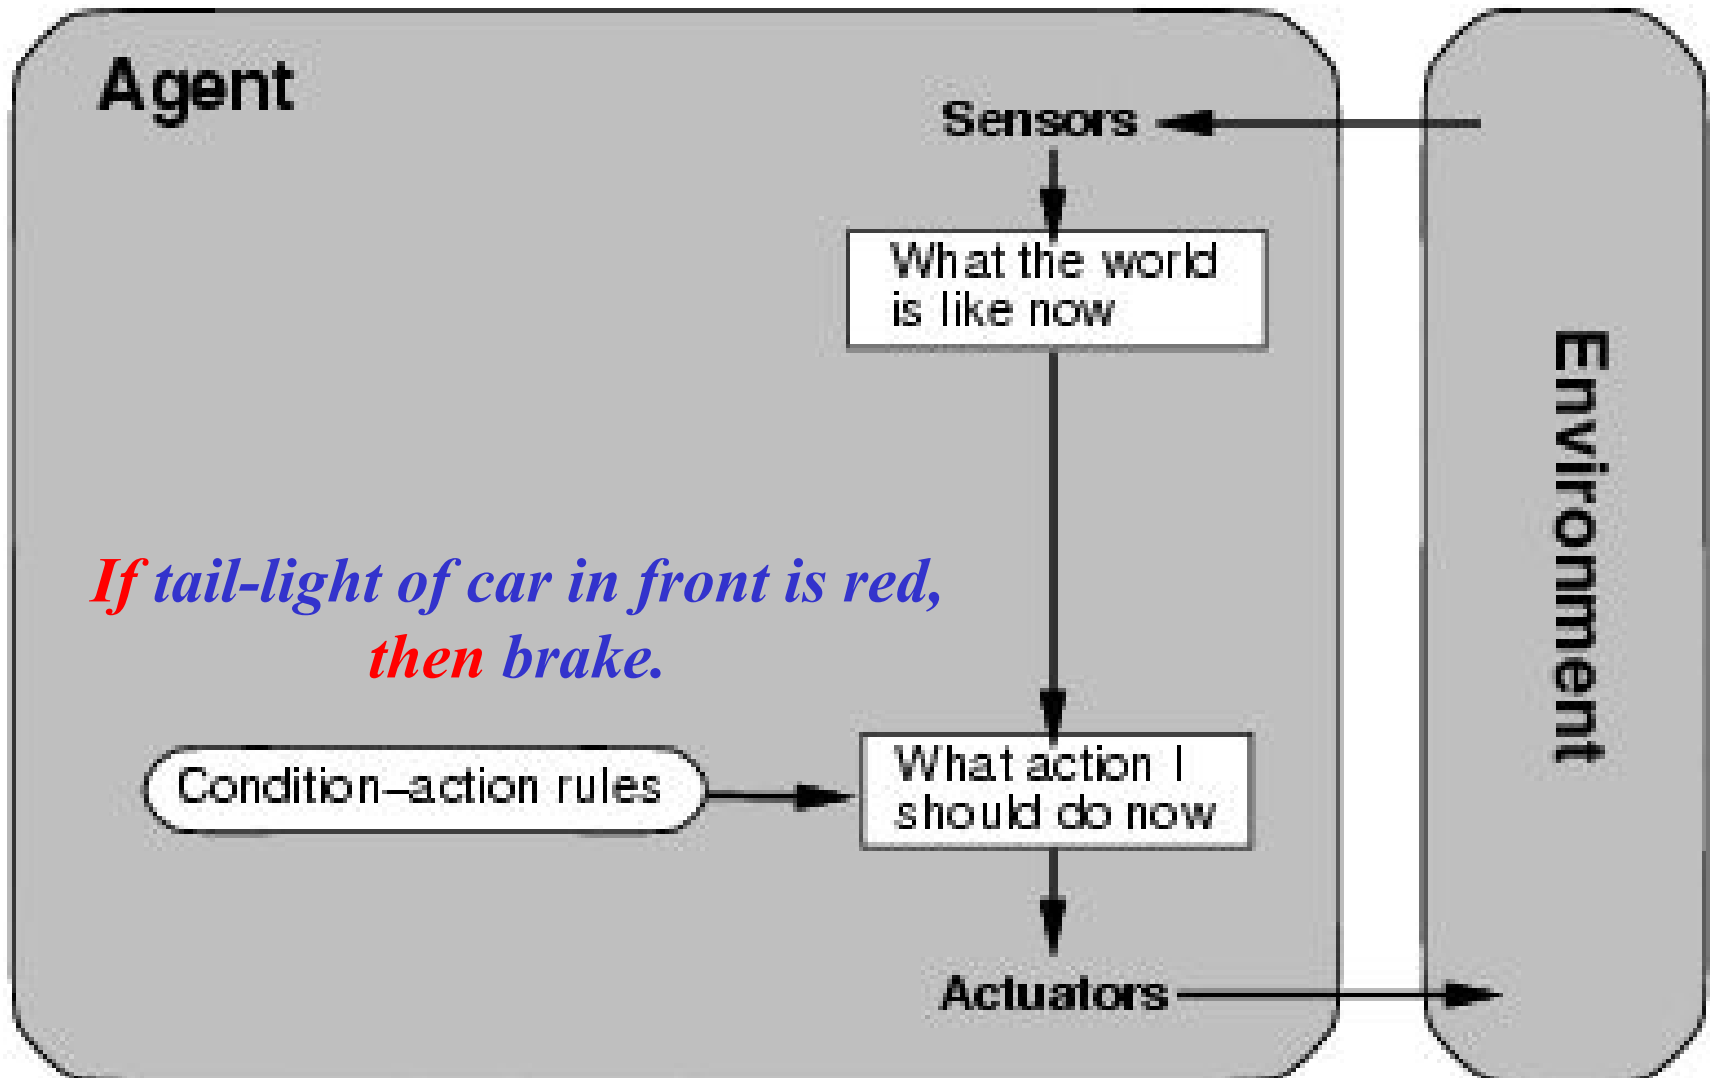 Agent
Sensors
What the world
is like now
Environment
If tail-light of car in front is red,
then brake.
Condition–action rules
What action I
should do now
Actuators